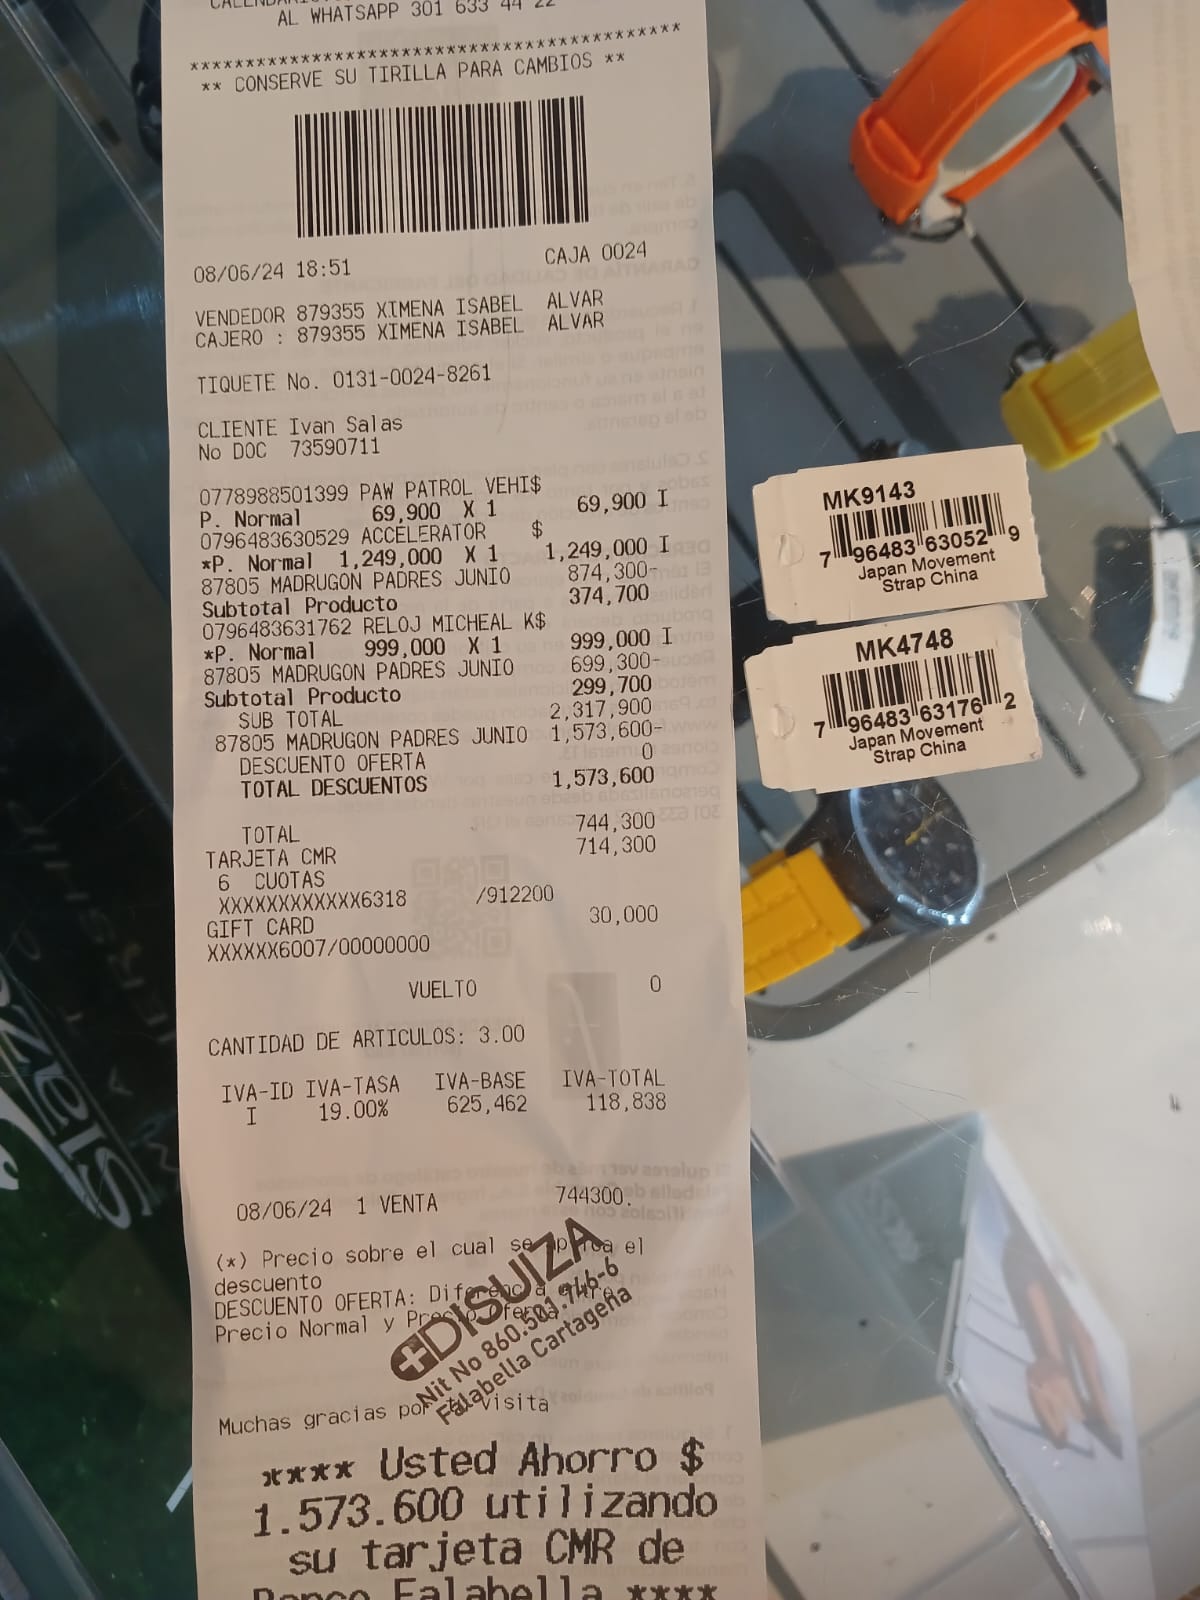 AL WHATSAPP 301 633 44 22
********************************************
** CONSERVE SU TIRILLA PARA CAMBIOS **
08/06/24 18:51 CAJA 0024
VENDEDOR 879355 XIMENA ISABEL ALVAR
CAJERO : 879355 XIMENA ISABEL ALVAR
TIQUETE No. 0131-0024-8261
CLIENTE Ivan Salas
No DOC 73590711
0778988501399 PAW PATROL VEHI$
P. Normal 69,900 X 1 69,900 I
0796483630529 ACCELERATOR $
*P. Normal 1,249,000 X 1 1,249,000 I
87805 MADRUGON PADRES JUNIO 874,300-
Subtotal Producto 374,700
0796483631762 RELOJ MICHEAL K$
*P. Normal 999,000 X 1 999,000 I
87805 MADRUGON PADRES JUNIO 699,300-
Subtotal Producto 299,700
SUB TOTAL 2,317,900
87805 MADRUGON PADRES JUNIO 1,573,600-
DESCUENTO OFERTA 0
TOTAL DESCUENTOS 1,573,600
TOTAL 744,300
TARJETA CMR 714,300
6 CUOTAS
XXXXXXXXXXXX6318 /912200
GIFT CARD 30,000
XXXXXX6007/00000000
VUELTO 0
CANTIDAD DE ARTICULOS: 3.00
IVA-ID IVA-TASA IVA-BASE IVA-TOTAL
I 19.00% 625,462 118,838
08/06/24 1 VENTA 744300.
(*) Precio sobre el cual se aplica el
descuento
DESCUENTO OFERTA: Diferencia entre
Precio Normal y Precio Oferta
DISUIZA
Nit No 860.501.746-6
Falabella Cartagena
Muchas gracias por tu visita
**** Usted Ahorro $
1.573.600 utilizando
su tarjeta CMR de
Banco Falabella ****
MK9143
7 96483 63052 9
Japan Movement
Strap China
MK4748
7 96483 63176 2
Japan Movement
Strap China